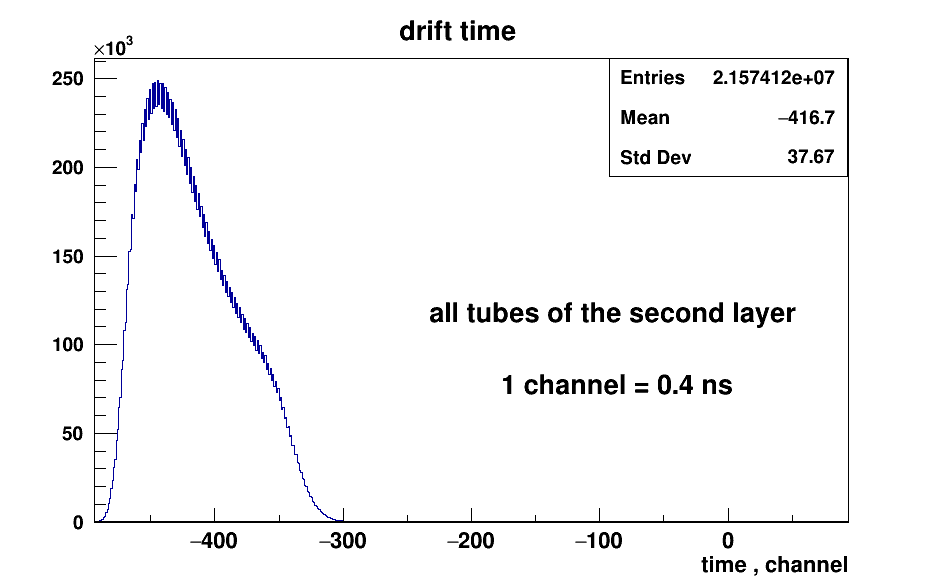 drift time
×10³
Entries 2.157412e+07
Mean −416.7
Std Dev 37.67
250
200
150
100
50
0
all tubes of the second layer
1 channel = 0.4 ns
−400 −300 −200 −100 0
time , channel